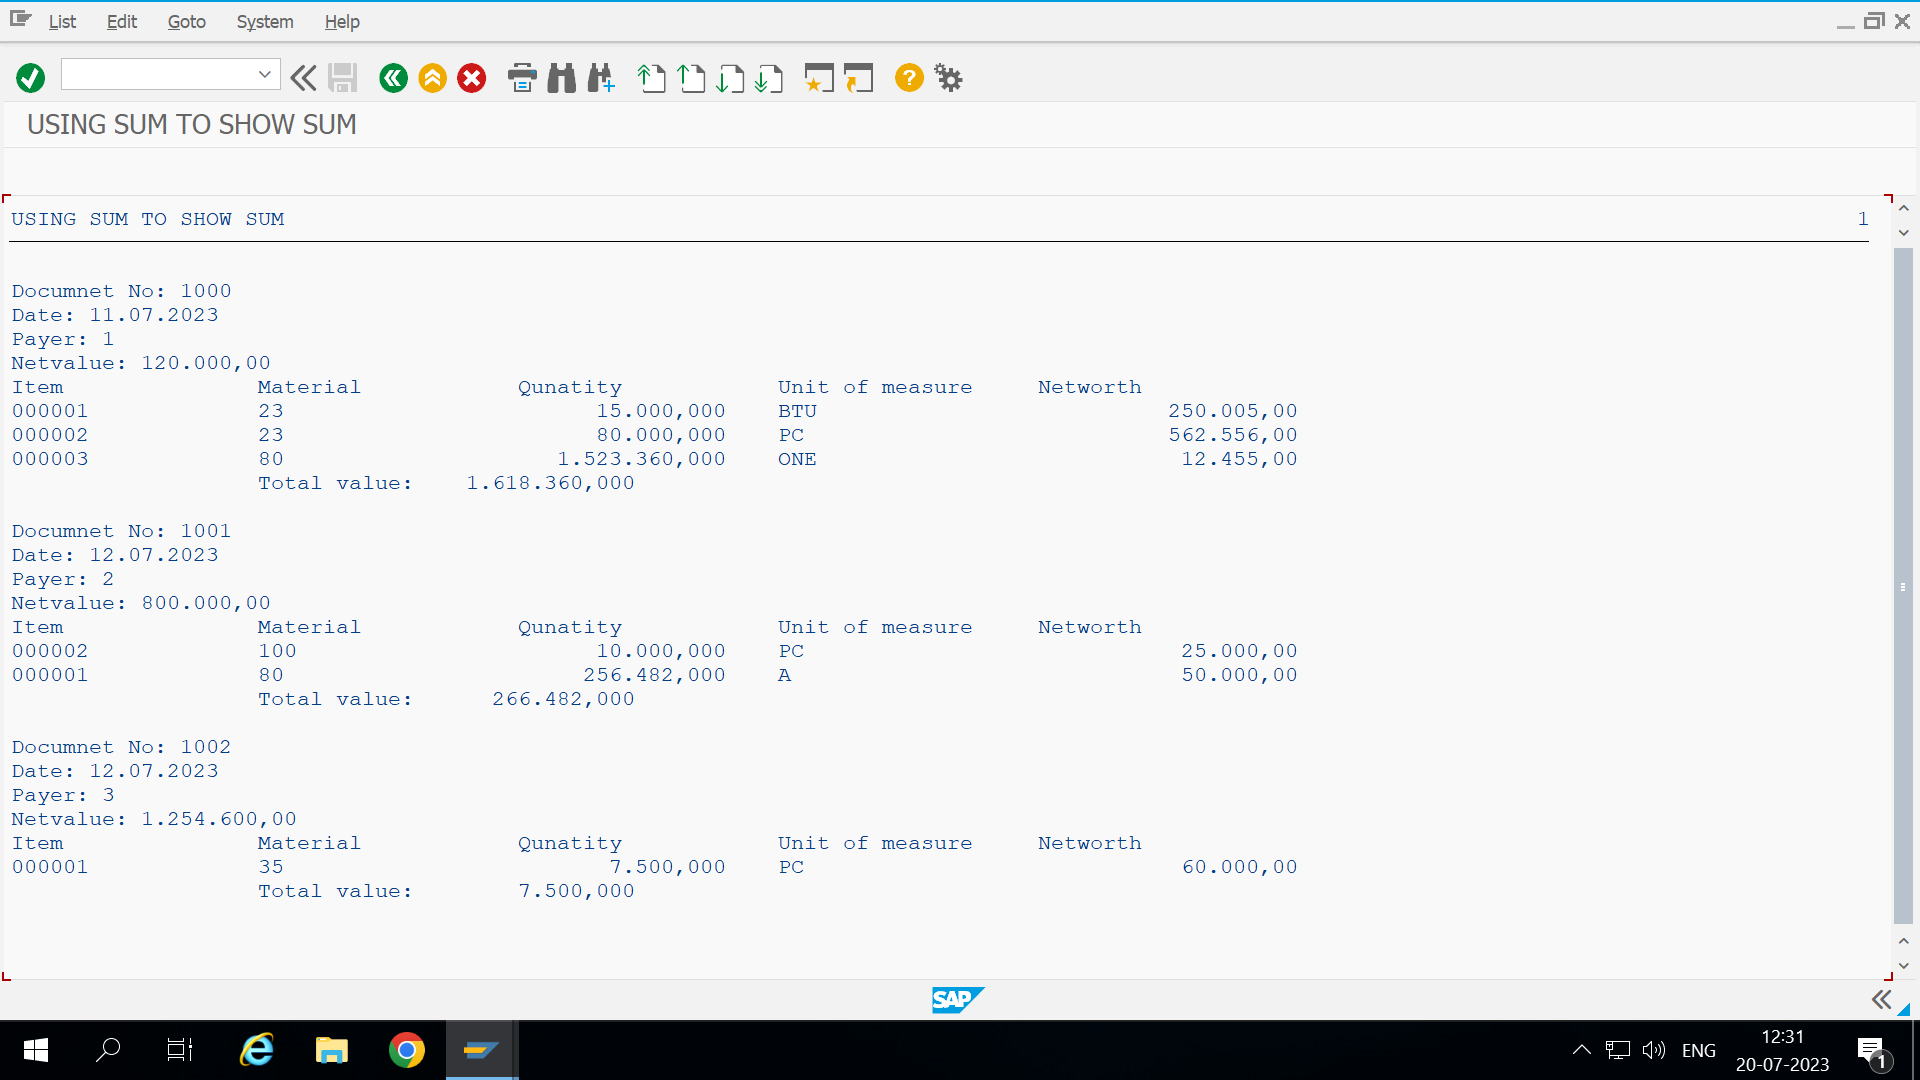 List Edit Goto System Help
USING SUM TO SHOW SUM
USING SUM TO SHOW SUM 1
Documnet No: 1000
Date: 11.07.2023
Payer: 1
Netvalue: 120.000,00
Item Material Qunatity Unit of measure Networth
000001 23 15.000,000 BTU 250.005,00
000002 23 80.000,000 PC 562.556,00
000003 80 1.523.360,000 ONE 12.455,00
Total value: 1.618.360,000
Documnet No: 1001
Date: 12.07.2023
Payer: 2
Netvalue: 800.000,00
Item Material Qunatity Unit of measure Networth
000002 100 10.000,000 PC 25.000,00
000001 80 256.482,000 A 50.000,00
Total value: 266.482,000
Documnet No: 1002
Date: 12.07.2023
Payer: 3
Netvalue: 1.254.600,00
Item Material Qunatity Unit of measure Networth
000001 35 7.500,000 PC 60.000,00
Total value: 7.500,000
SAP
ENG
12:31
20-07-2023
1